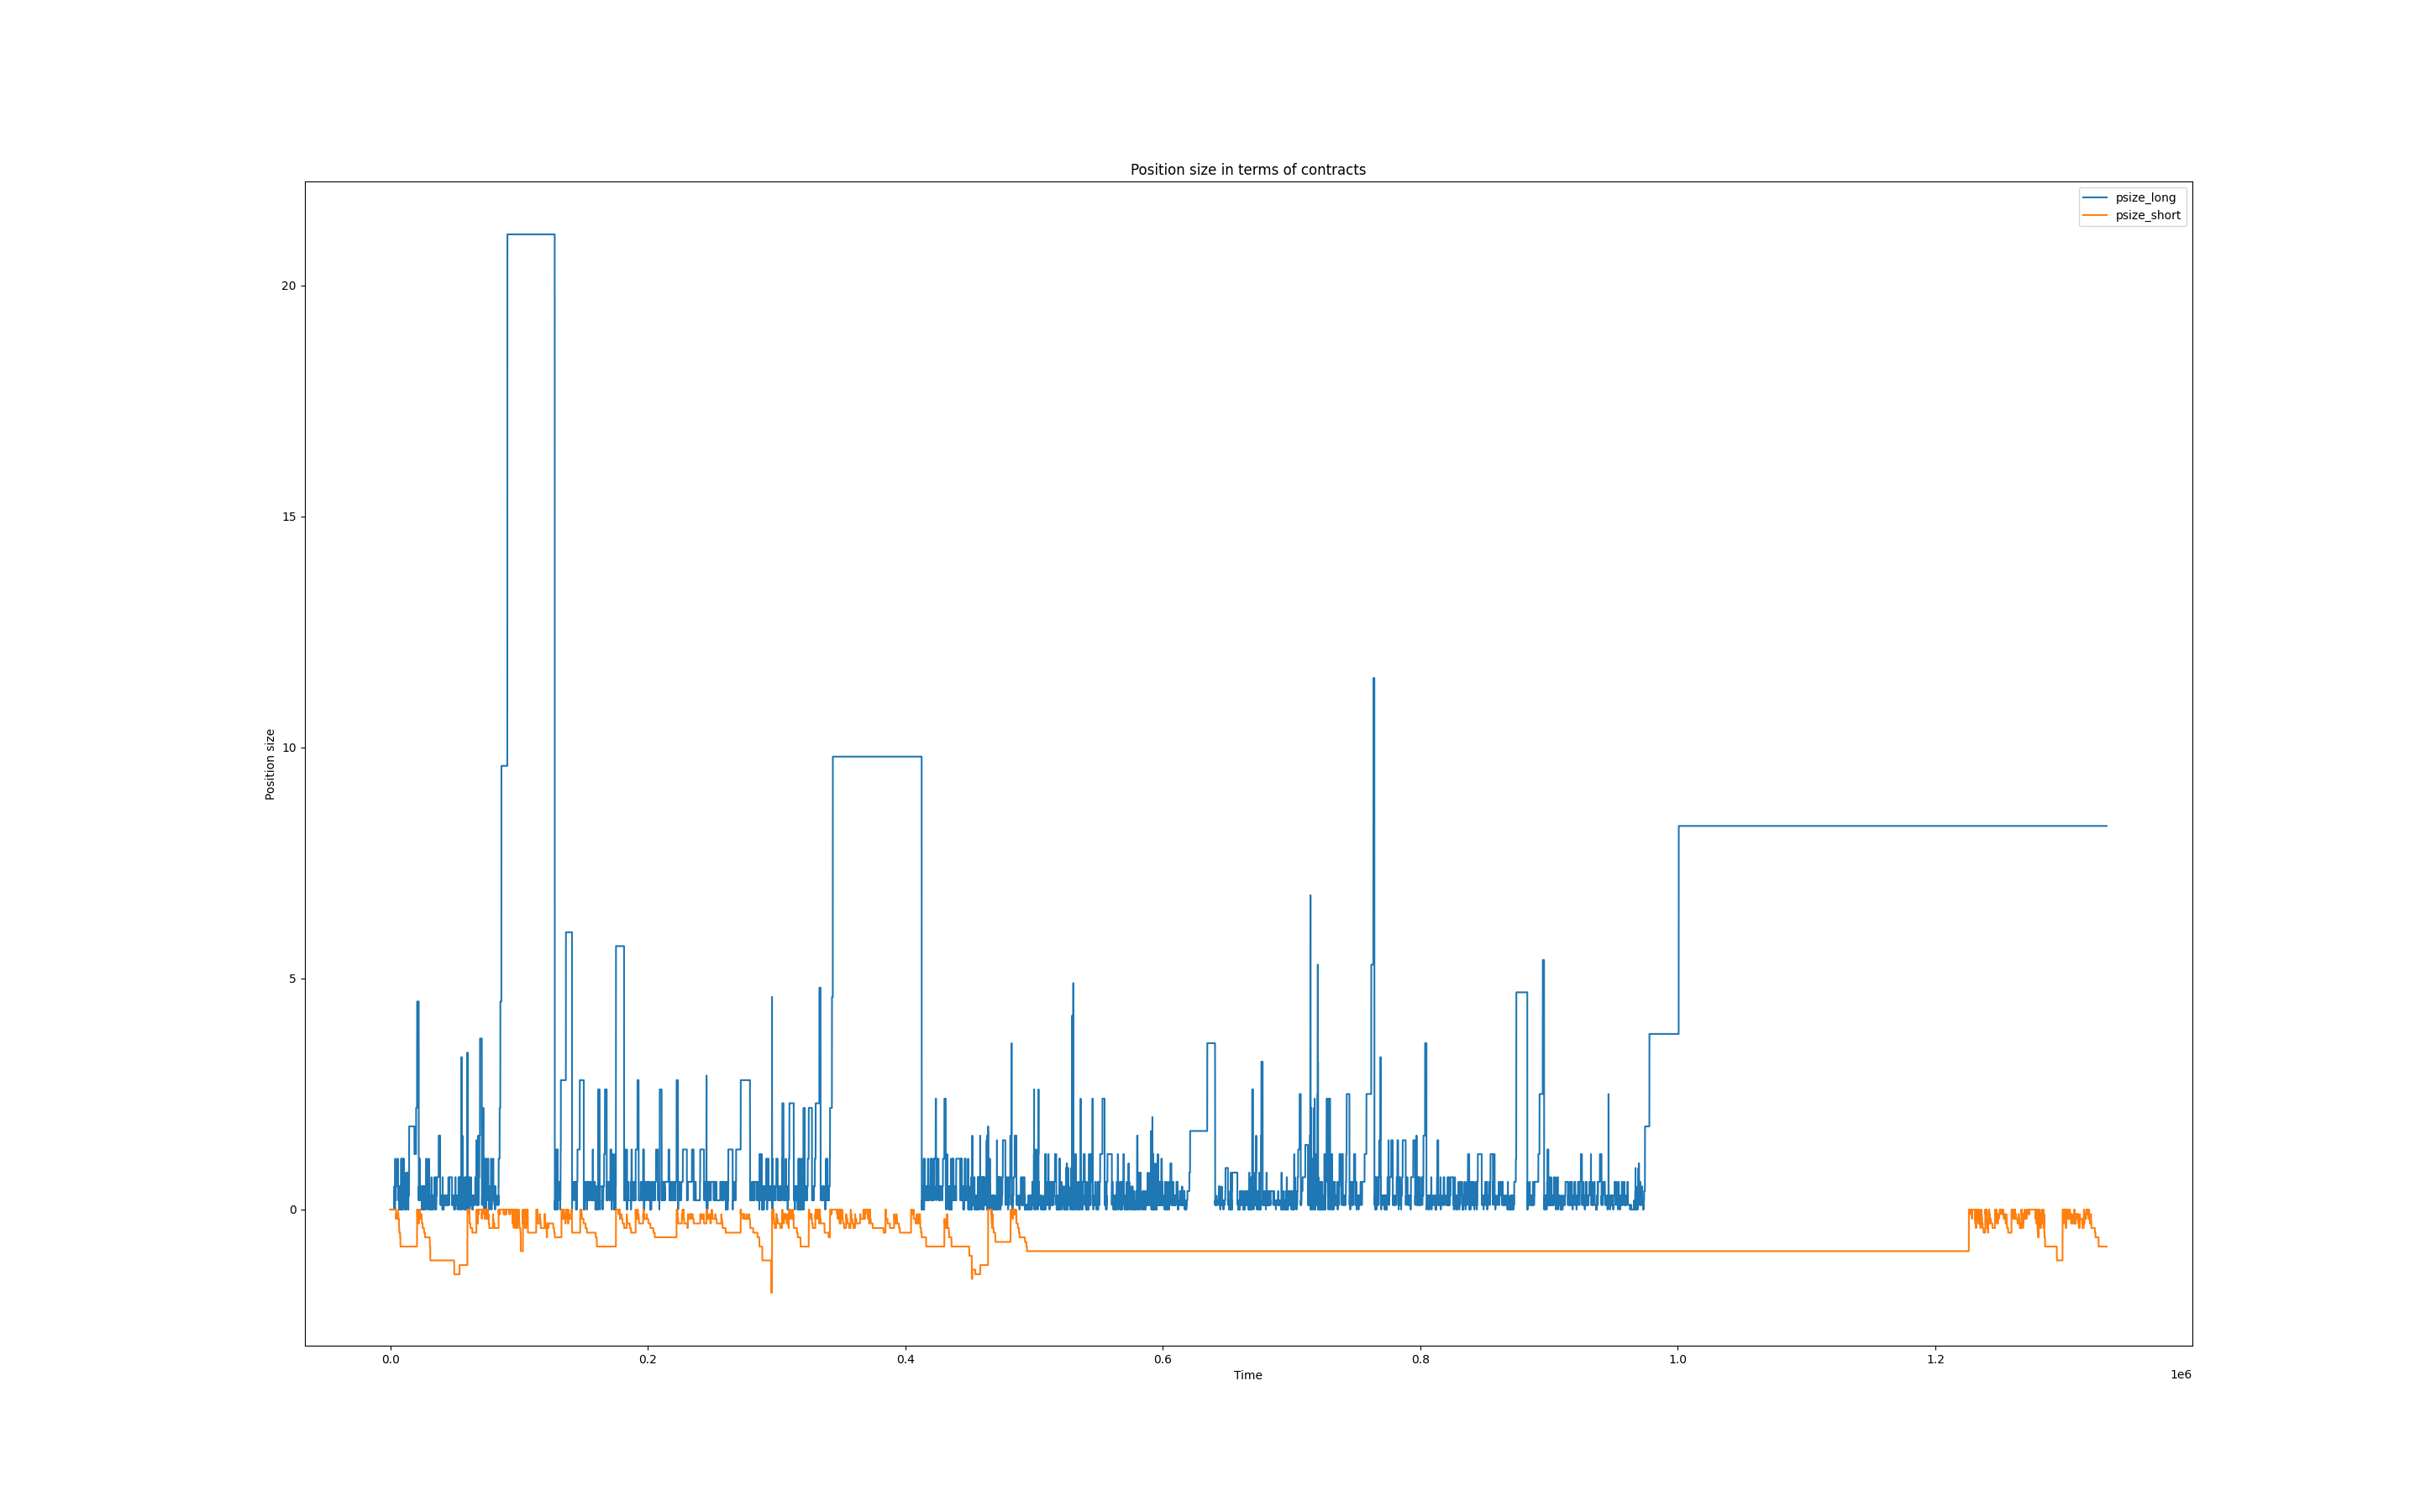 Position size in terms of contracts
psize_long
psize_short
Position size
20
15
10
5
0
0.0 0.2 0.4 0.6 0.8 1.0 1.2
Time
1e6